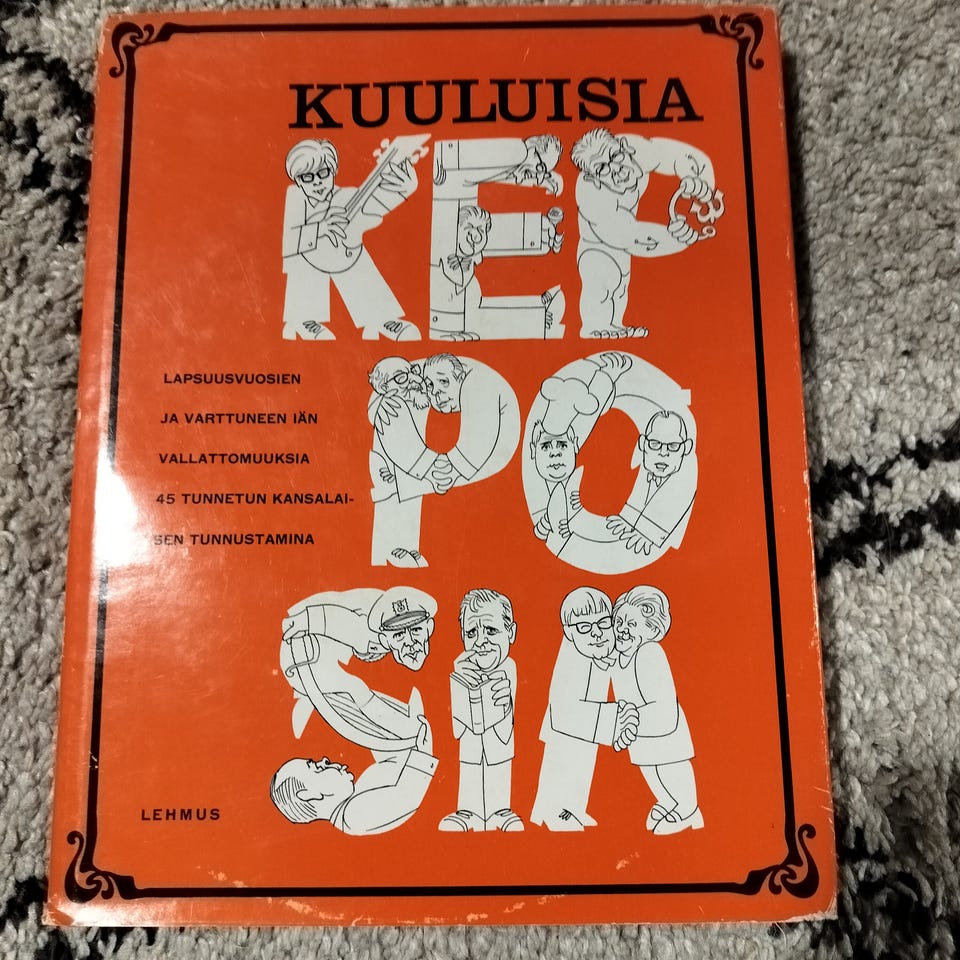 KUULUISIA
KEP
PO
SIA
LAPSUUSVUOSIEN
JA VARTTUNEEN IÄN
VALLATTOMUUKSIA
45 TUNNETUN KANSALAI-
SEN TUNNUSTAMINA
LEHMUS